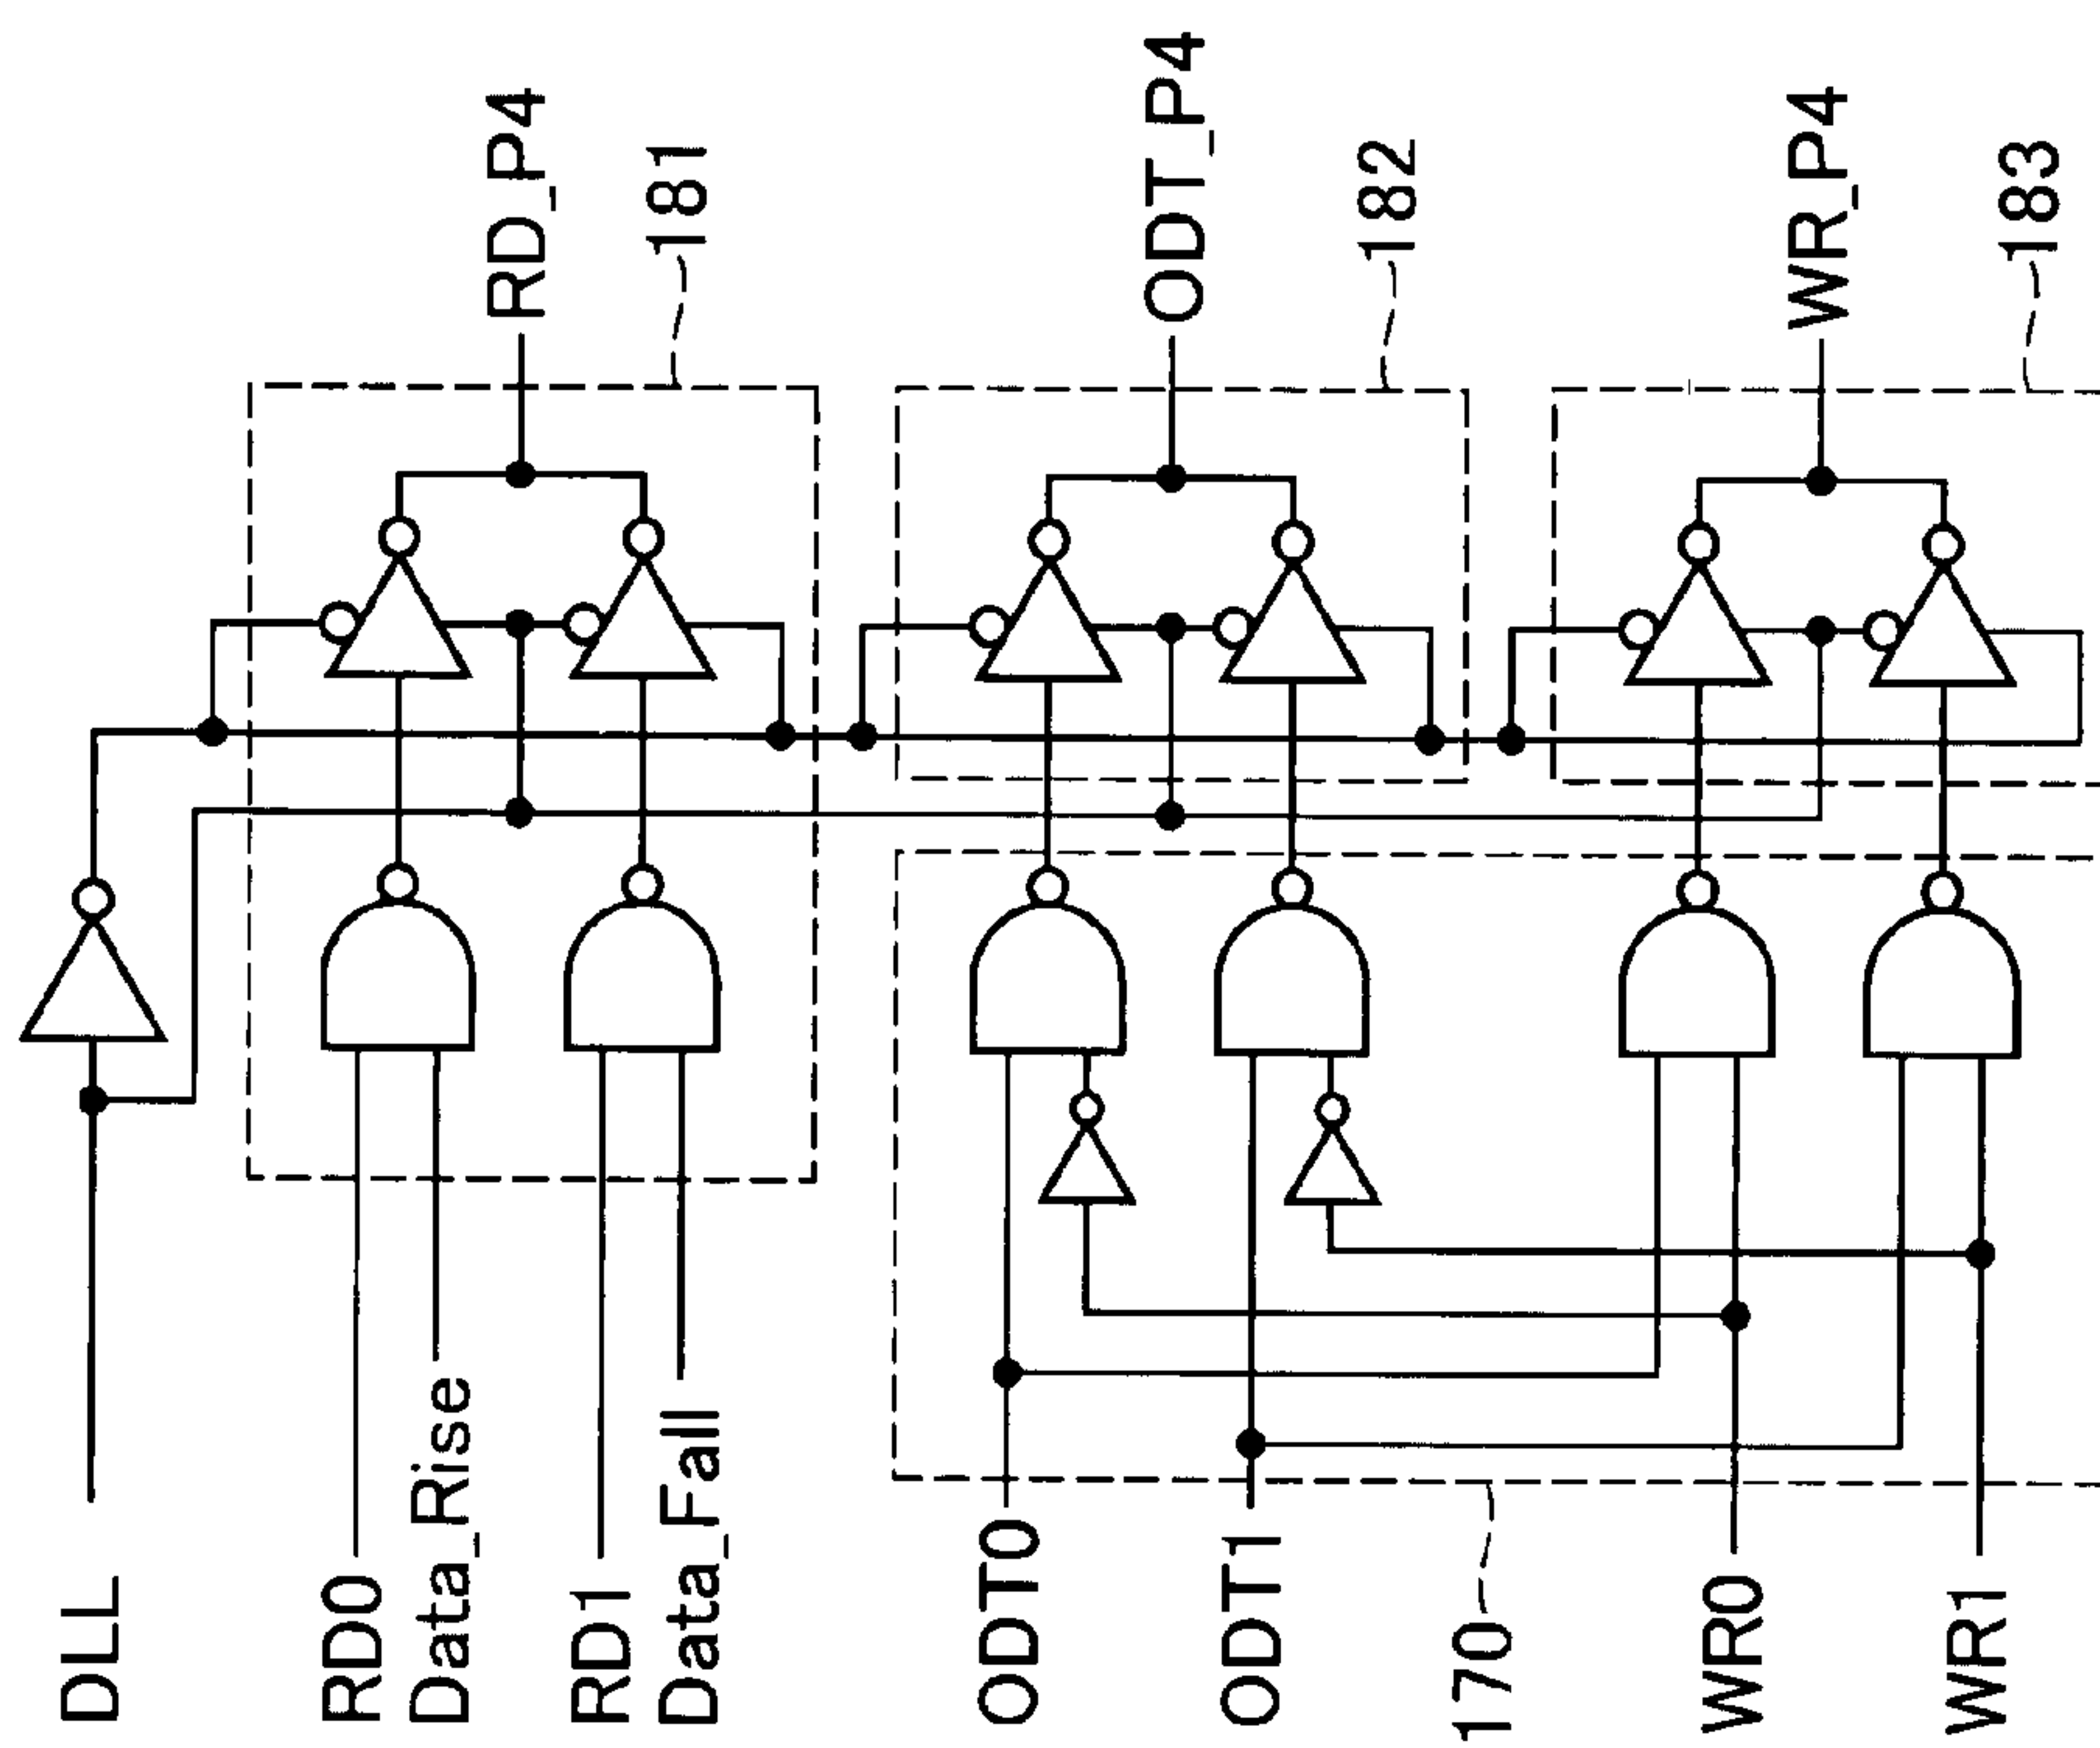 DLL
RD0
Data_Rise
RD1
Data_Fall
ODT0
ODT1
170
WR0
WR1
RD_P4
181
ODT_P4
182
WR_P4
183